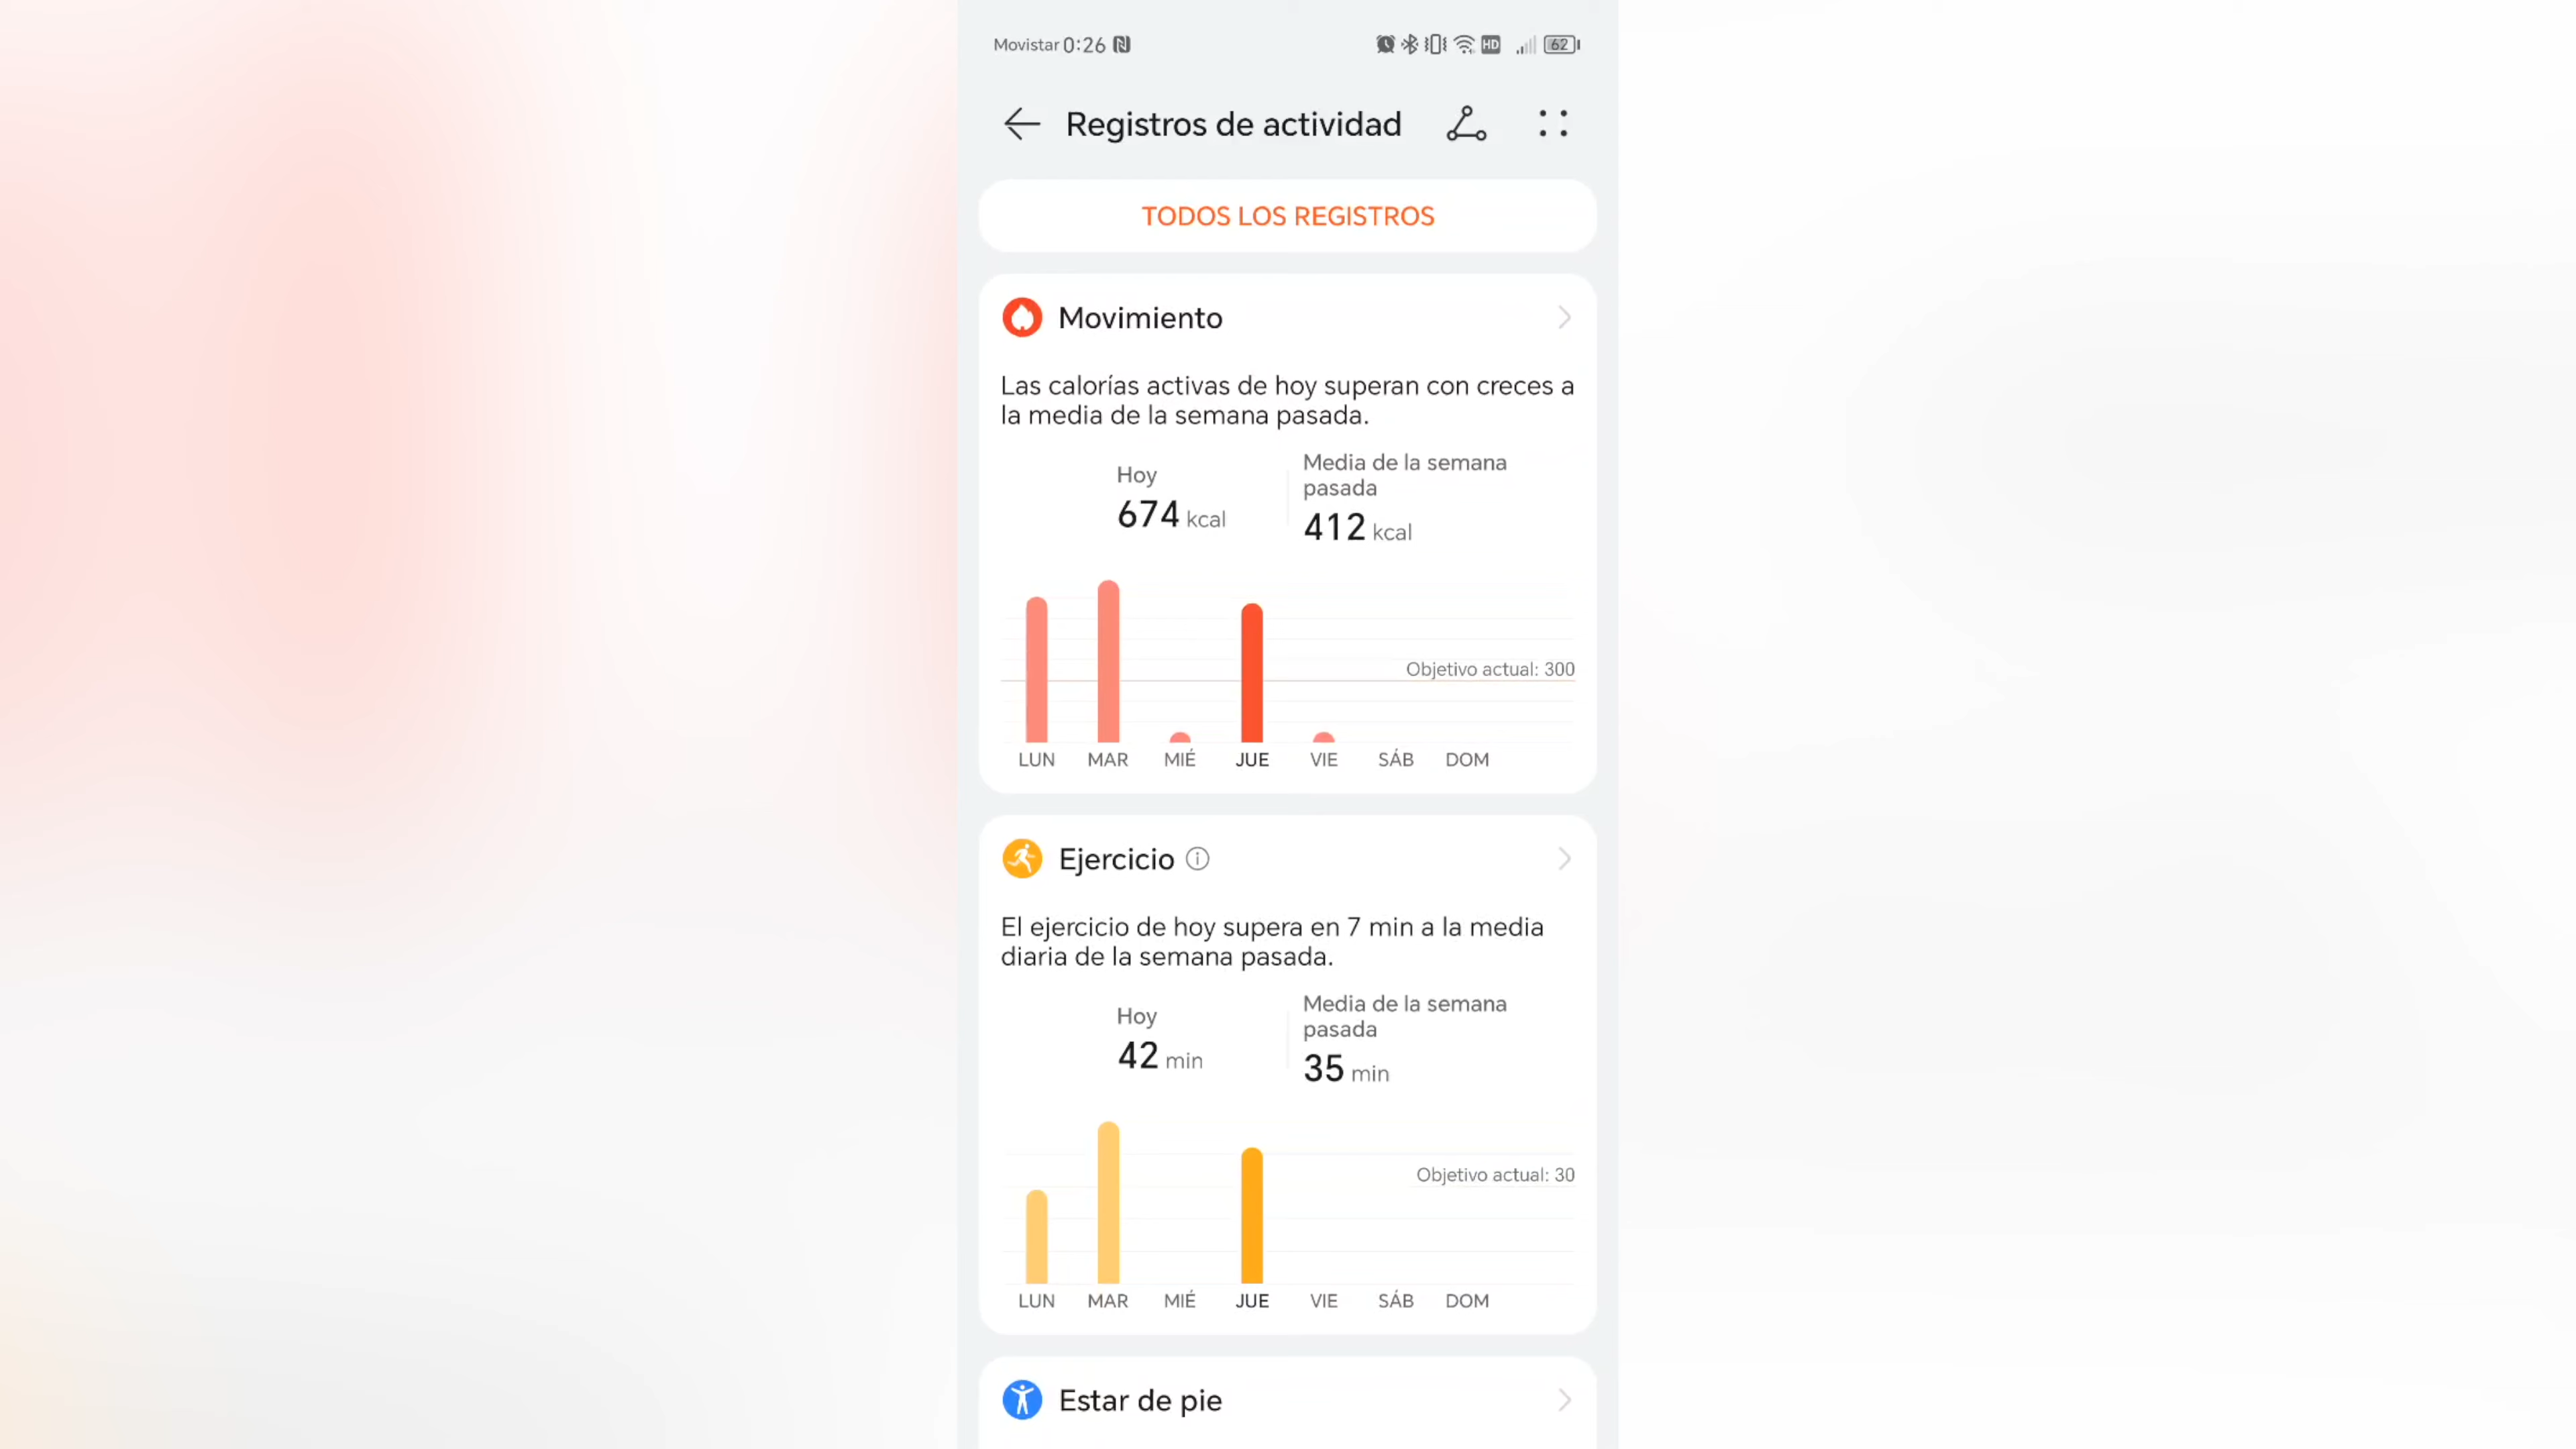 Movistar 0:26
HD 62
Registros de actividad
TODOS LOS REGISTROS
Movimiento
Las calorías activas de hoy superan con creces a
la media de la semana pasada.
Hoy
674 kcal
Media de la semana
pasada
412 kcal
Objetivo actual: 300
LUN MAR MIÉ JUE VIE SÁB DOM
Ejercicio
El ejercicio de hoy supera en 7 min a la media
diaria de la semana pasada.
Hoy
42 min
Media de la semana
pasada
35 min
Objetivo actual: 30
LUN MAR MIÉ JUE VIE SÁB DOM
Estar de pie